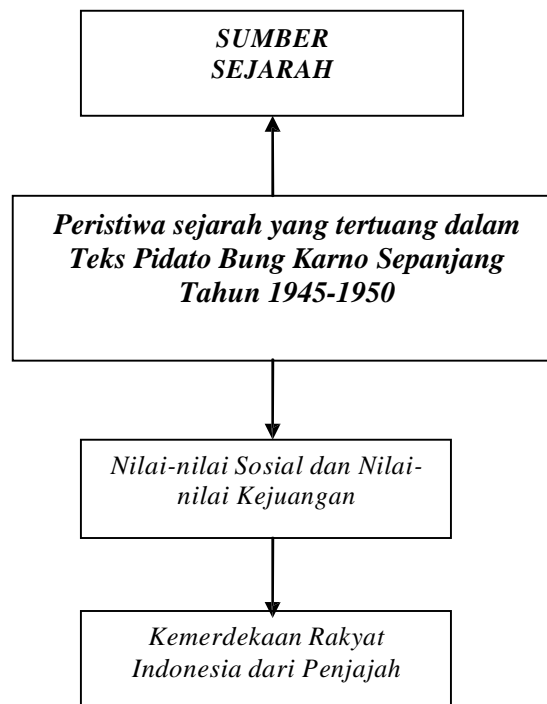 SUMBER
SEJARAH
Peristiwa sejarah yang tertuang dalam
Teks Pidato Bung Karno Sepanjang
Tahun 1945-1950
Nilai-nilai Sosial dan Nilai-
nilai Kejuangan
Kemerdekaan Rakyat
Indonesia dari Penjajah